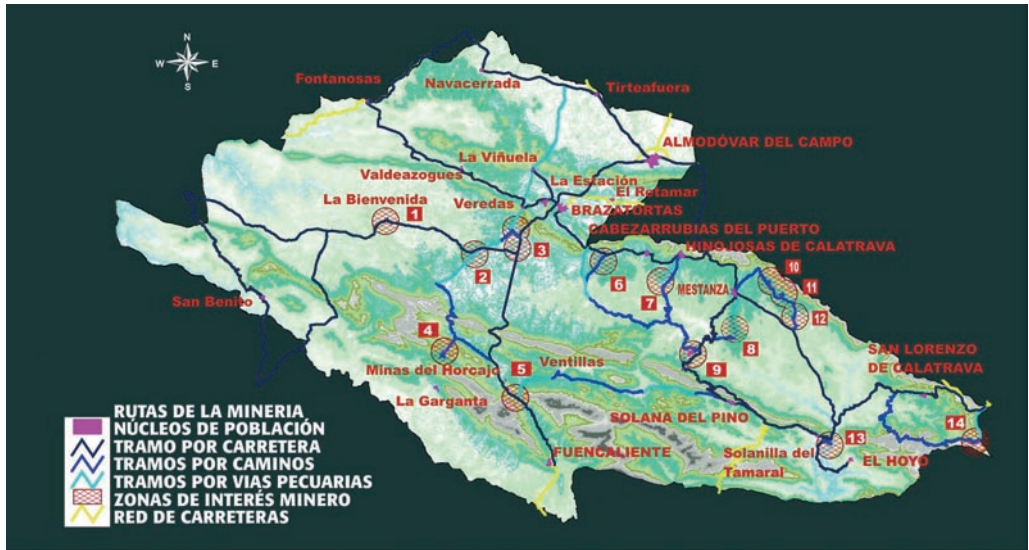 N
W E
S
Fontanosas
Navacerrada
Tirteafuera
ALMODÓVAR DEL CAMPO
La Viñuela
Valdeazogues
La Estación
El Retamar
La Bienvenida
1
Veredas
BRAZATORTAS
CABEZARRUBIAS DEL PUERTO
HINOJOSAS DE CALATRAVA
2
3
6
7
MESTANZA
10
11
12
San Benito
4
8
9
Minas del Horcajo
5
Ventillas
SAN LORENZO
DE CALATRAVA
La Garganta
SOLANA DEL PINO
14
13
FUENCALIENTE
Solanilla del
Tamaral
EL HOYO
RUTAS DE LA MINERIA
NÚCLEOS DE POBLACIÓN
TRAMO POR CARRETERA
TRAMOS POR CAMINOS
TRAMOS POR VIAS PECUARIAS
ZONAS DE INTERÉS MINERO
RED DE CARRETERAS